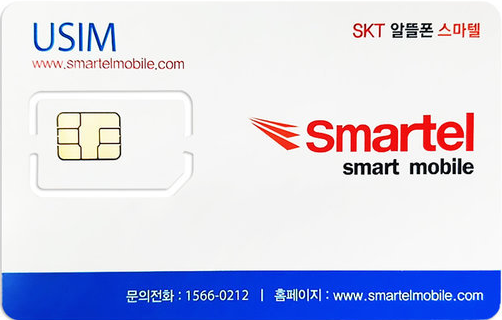 USIM
www.smartelmobile.com
SKT 알뜰폰 스마텔
Smartel
smart mobile
문의전화 : 1566-0212 | 홈페이지 : www.smartelmobile.com